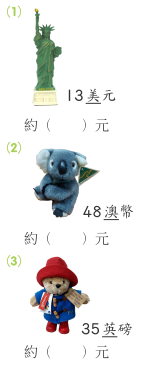 (1)
13美元
約（　　）元
(2)
48澳幣
約（　　）元
(3)
35英磅
約（　　）元